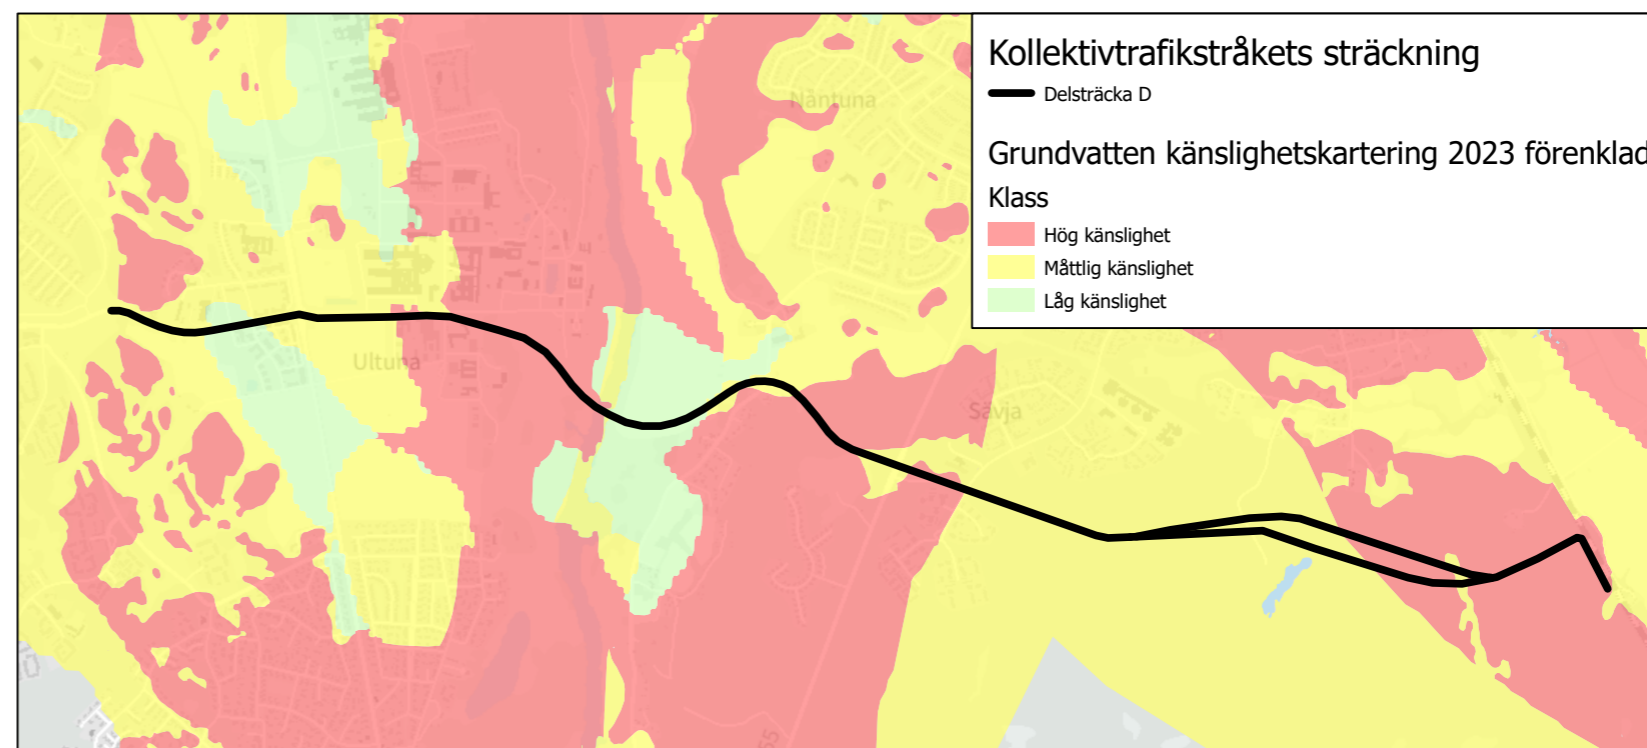 Kollektivtrafikstråkets sträckning
Delsträcka D
Grundvatten känslighetskartering 2023 förenklad
Klass
Hög känslighet
Måttlig känslighet
Låg känslighet
Nåntuna
Ultuna
Sävja